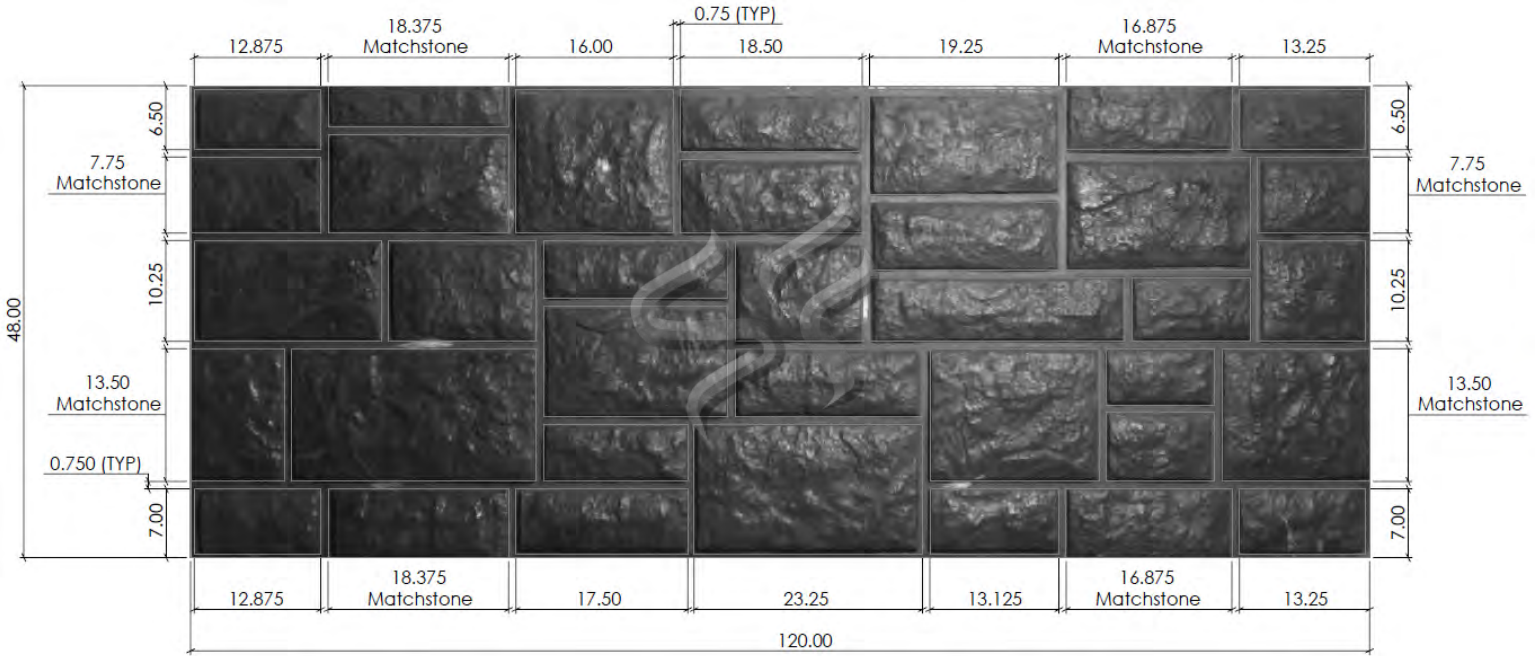 0.75 (TYP)
12.875
18.375
Matchstone
16.00
18.50
19.25
16.875
Matchstone
13.25
6.50
6.50
7.75
Matchstone
7.75
Matchstone
10.25
10.25
48.00
13.50
Matchstone
13.50
Matchstone
0.750 (TYP)
7.00
7.00
12.875
18.375
Matchstone
17.50
23.25
13.125
16.875
Matchstone
13.25
120.00